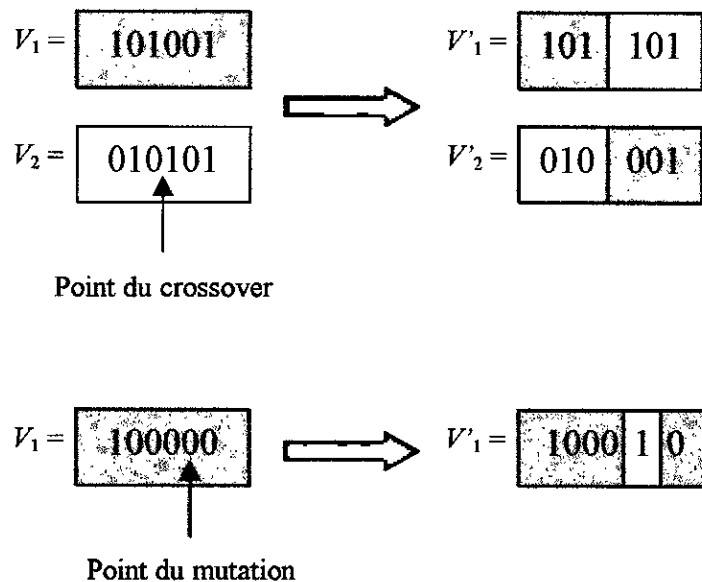 V1 = 101001
V'1 = 101 101
V2 = 010101
V'2 = 010 001
Point du crossover
V1 = 100000
V'1 = 1000 1 0
Point du mutation